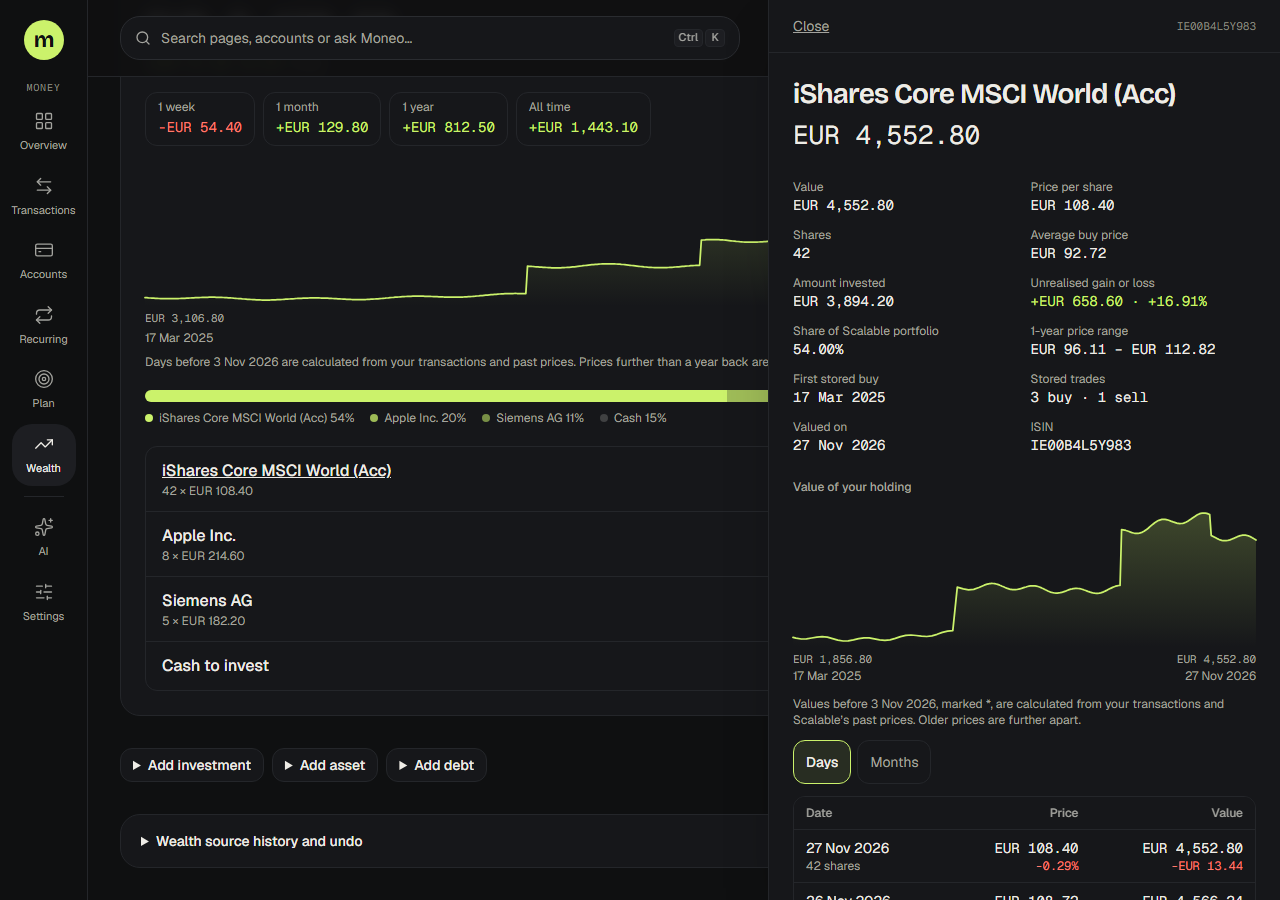 m
MONEY
Overview
Transactions
Accounts
Recurring
Plan
Wealth
AI
Settings
Search pages, accounts or ask Moneo...
Ctrl K
1 week
-EUR 54.40
1 month
+EUR 129.80
1 year
+EUR 812.50
All time
+EUR 1,443.10
EUR 3,106.80
17 Mar 2025
Days before 3 Nov 2026 are calculated from your transactions and past prices. Prices further than a year back are
iShares Core MSCI World (Acc) 54% Apple Inc. 20% Siemens AG 11% Cash 15%
iShares Core MSCI World (Acc)
42 × EUR 108.40
Apple Inc.
8 × EUR 214.60
Siemens AG
5 × EUR 182.20
Cash to invest
Add investment
Add asset
Add debt
Wealth source history and undo
Close
IE00B4L5Y983
iShares Core MSCI World (Acc)
EUR 4,552.80
Value
EUR 4,552.80
Price per share
EUR 108.40
Shares
42
Average buy price
EUR 92.72
Amount invested
EUR 3,894.20
Unrealised gain or loss
+EUR 658.60 · +16.91%
Share of Scalable portfolio
54.00%
1-year price range
EUR 96.11 – EUR 112.82
First stored buy
17 Mar 2025
Stored trades
3 buy · 1 sell
Valued on
27 Nov 2026
ISIN
IE00B4L5Y983
Value of your holding
EUR 1,856.80
17 Mar 2025
EUR 4,552.80
27 Nov 2026
Values before 3 Nov 2026, marked *, are calculated from your transactions and
Scalable's past prices. Older prices are further apart.
Days
Months
Date Price Value
27 Nov 2026 EUR 108.40 EUR 4,552.80
42 shares -0.29% -EUR 13.44
26 Nov 2026 EUR 108.72 EUR 4,566.24